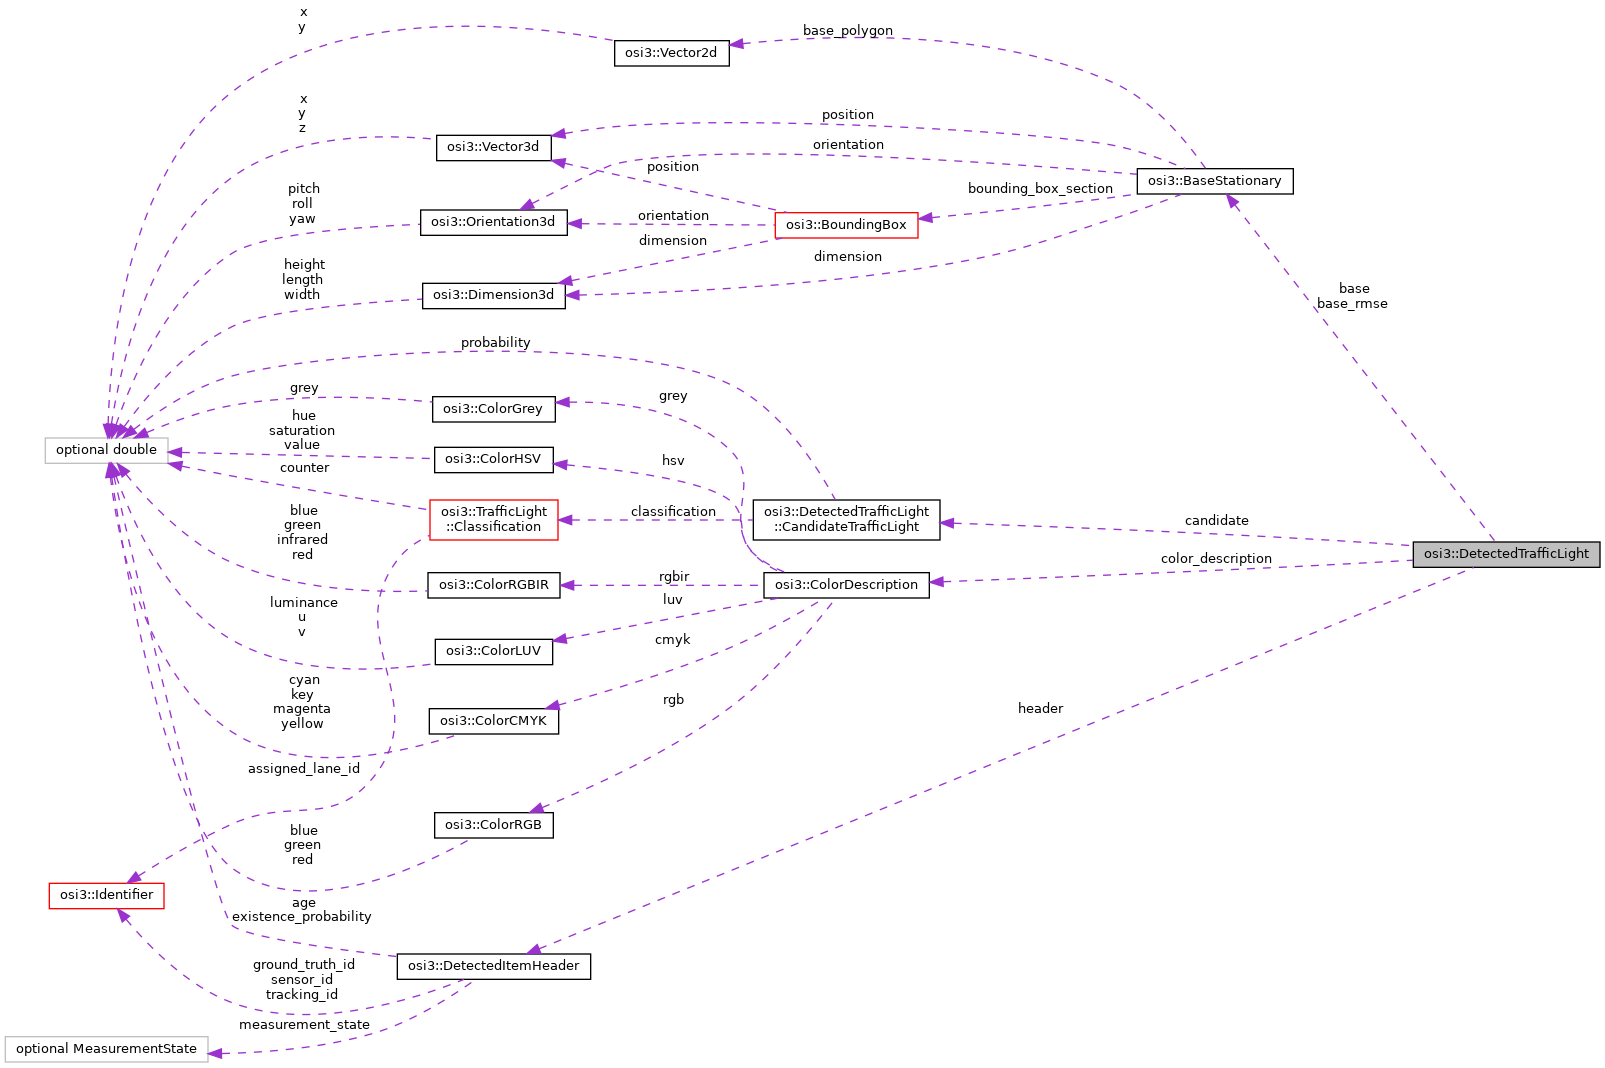 x
y
osi3::Vector2d
base_polygon
x
y
z
osi3::Vector3d
position
orientation
position
pitch
roll
yaw
osi3::Orientation3d
orientation
osi3::BoundingBox
bounding_box_section
osi3::BaseStationary
dimension
dimension
height
length
width
osi3::Dimension3d
base
base_rmse
probability
grey
osi3::ColorGrey
grey
hue
saturation
value
optional double
osi3::ColorHSV
hsv
counter
osi3::TrafficLight
::Classification
classification
osi3::DetectedTrafficLight
::CandidateTrafficLight
candidate
osi3::DetectedTrafficLight
color_description
blue
green
infrared
red
osi3::ColorRGBIR
rgbir
osi3::ColorDescription
luv
luminance
u
v
osi3::ColorLUV
cmyk
cyan
key
magenta
yellow
osi3::ColorCMYK
rgb
header
assigned_lane_id
osi3::ColorRGB
blue
green
red
osi3::Identifier
age
existence_probability
osi3::DetectedItemHeader
ground_truth_id
sensor_id
tracking_id
measurement_state
optional MeasurementState